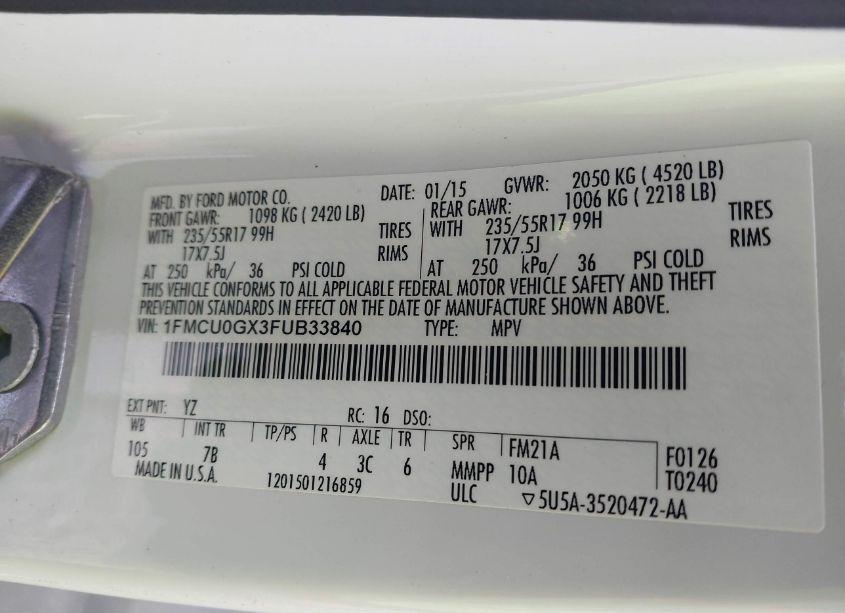 MFD. BY FORD MOTOR CO. DATE: 01/15 GVWR: 2050 KG ( 4520 LB)
FRONT GAWR: 1098 KG ( 2420 LB) REAR GAWR: 1006 KG ( 2218 LB)
WITH 235/55R17 99H TIRES WITH 235/55R17 99H TIRES
17X7.5J RIMS 17X7.5J RIMS
AT 250 kPa/ 36 PSI COLD AT 250 kPa/ 36 PSI COLD
THIS VEHICLE CONFORMS TO ALL APPLICABLE FEDERAL MOTOR VEHICLE SAFETY AND THEFT
PREVENTION STANDARDS IN EFFECT ON THE DATE OF MANUFACTURE SHOWN ABOVE.
VIN: 1FMCU0GX3FUB33840 TYPE: MPV
EXT PNT: YZ RC: 16 DSO:
WB INT TR TP/PS R AXLE TR SPR FM21A F0126
105 7B 4 3C 6 MMPP 10A T0240
MADE IN U.S.A. 1201501216859 ULC ▽5U5A-3520472-AA